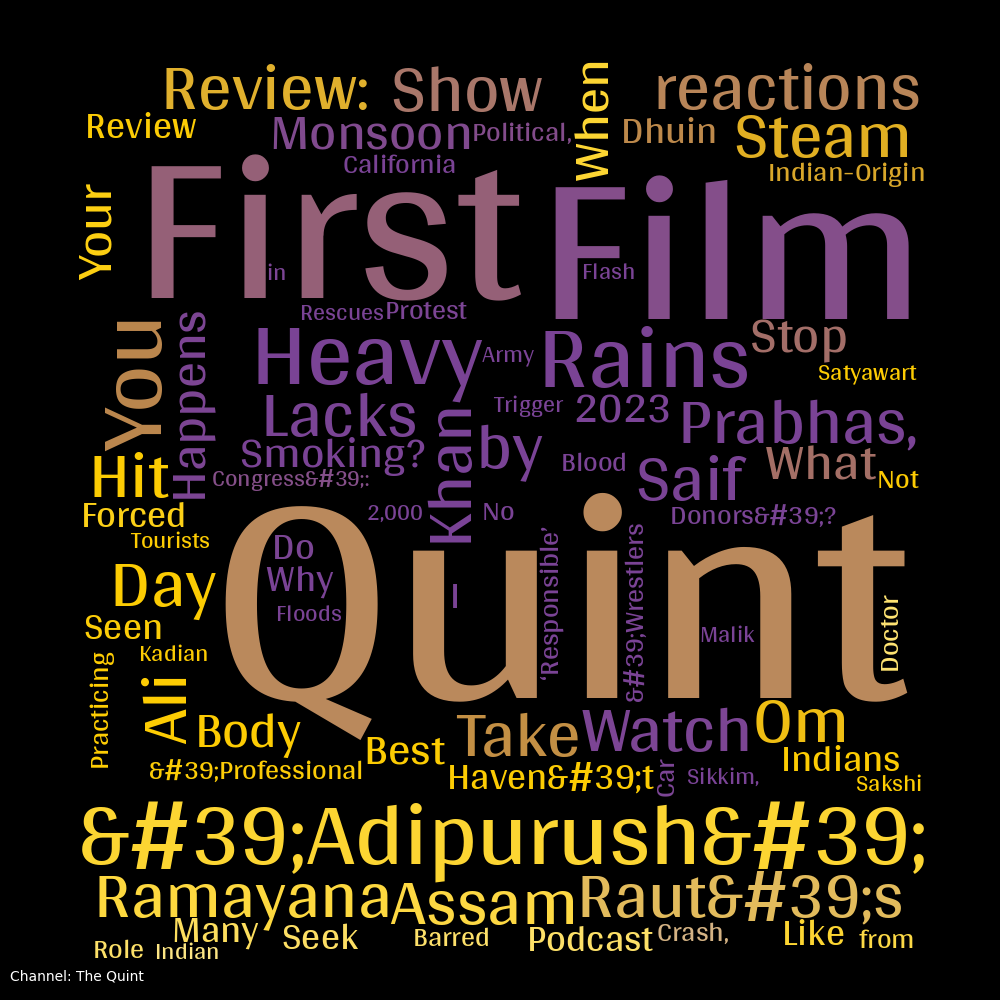 Review: Show When reactions
Review Monsoon Political, Dhuin Steam
California Indian-Origin
Your First Film
in Flash
Rescues Protest
You Happens Heavy Army Rains Stop
Satyawart
Lacks Khan Trigger 2023 Prabhas,
Smoking? by Blood Saif What
Hit Congress&#39;: Not
Forced 2,000 No Donors&#39;?
Tourists Quint
Do
Day Why – ‘Responsible’ &#39;Wrestlers
Floods Doctor
Seen Malik
Practicing Kadian
Ali Body Take Watch Om
Best Indians
&#39;Professional Haven&#39;t Car Sikkim, Sakshi
&#39;Adipurush&#39;
Ramayana Assam Raut&#39;s
Many Seek Barred Podcast Crash, Like from
Role Indian
Channel: The Quint